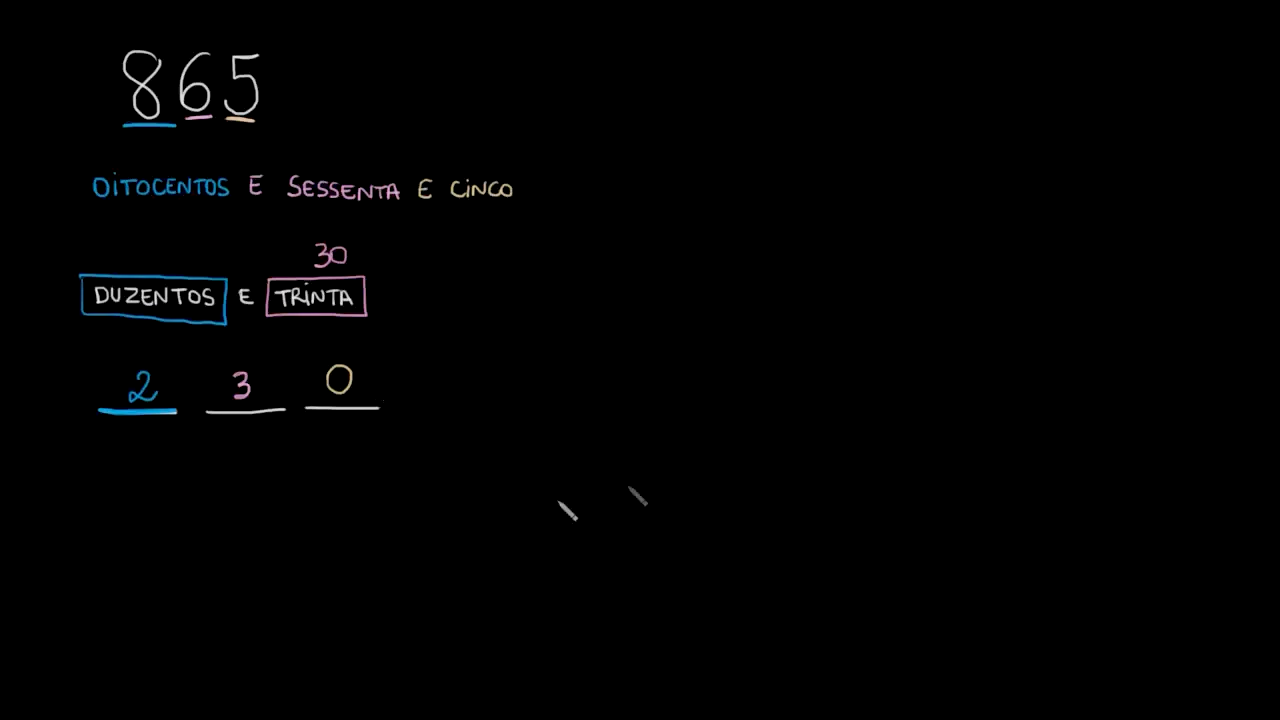 865
OITOCENTOS E SESSENTA E CINCO
30
DUZENTOS E TRINTA
2 3 0